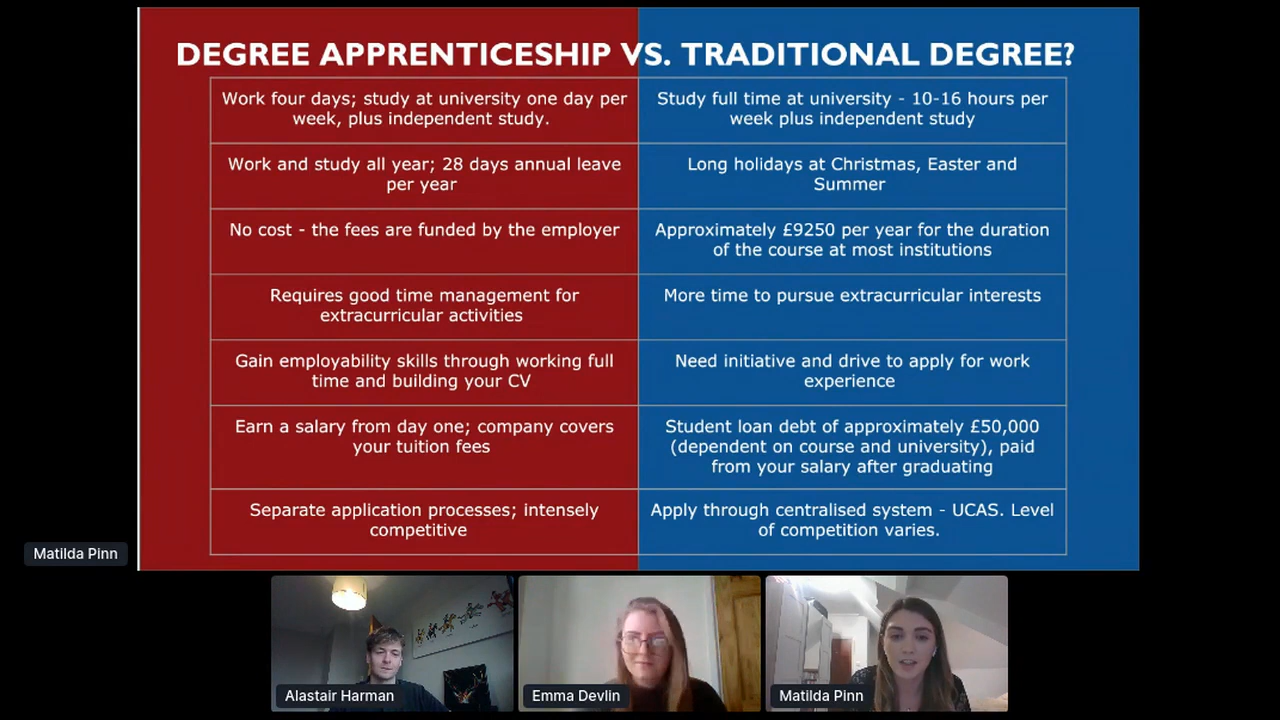 DEGREE APPRENTICESHIP VS. TRADITIONAL DEGREE?
Work four days; study at university one day per
week, plus independent study.
Study full time at university - 10-16 hours per
week plus independent study
Work and study all year; 28 days annual leave
per year
Long holidays at Christmas, Easter and
Summer
No cost - the fees are funded by the employer
Approximately £9250 per year for the duration
of the course at most institutions
Requires good time management for
extracurricular activities
More time to pursue extracurricular interests
Gain employability skills through working full
time and building your CV
Need initiative and drive to apply for work
experience
Earn a salary from day one; company covers
your tuition fees
Student loan debt of approximately £50,000
(dependent on course and university), paid
from your salary after graduating
Separate application processes; intensely
competitive
Apply through centralised system - UCAS. Level
of competition varies.
Matilda Pinn
Alastair Harman
Emma Devlin
Matilda Pinn